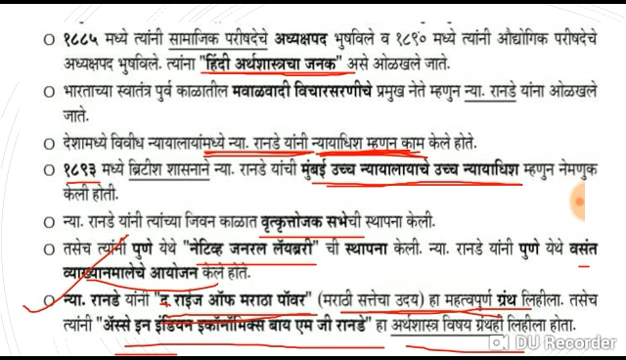 ○ १८८५ मध्ये त्यांनी सामाजिक परीषदेचे अध्यक्षपद भुषविले व १८९० मध्ये त्यांनी औद्योगिक परीषदेचे
अध्यक्षपद भुषविले. त्यांना "हिंदी अर्थशास्त्रचा जनक" असे ओळखले जाते.
○ भारताच्या स्वातंत्र पुर्व काळातील मवाळवादी विचारसरणीचे प्रमुख नेते म्हणुन न्या. रानडे यांना ओळखले
जाते.
○ देशामध्ये विवीध न्यायालयांमध्ये न्या. रानडे यांनी न्यायाधिश म्हणुन काम केले होते.
○ १८९३ मध्ये ब्रिटीश शासनाने न्या. रानडे यांची मुंबई उच्च न्यायालयाचे उच्च न्यायाधिश म्हणुन नेमणुक
केली होती.
○ न्या. रानडे यांनी त्यांच्या जिवन काळात वृत्कृत्तोजक सभेची स्थापना केली.
○ तसेच त्यांनी पुणे येथे "नेटिव्ह जनरल लॅयब्ररी" ची स्थापना केली. न्या. रानडे यांनी पुणे येथे वसंत
व्याख्यानमालेचे आयोजन केले होते.
○ न्या. रानडे यांनी "द राईज ऑफ मराठा पॉवर" (मराठी सत्तेचा उदय) हा महत्वपुर्ण ग्रंथ लिहीला. तसेच
त्यांनी "ॲस्से इन इंडियन इकॉनॉमिक्स बाय एम जी रानडे" हा अर्थशास्त्र विषय ग्रंथही लिहीला होता.
DU Recorder